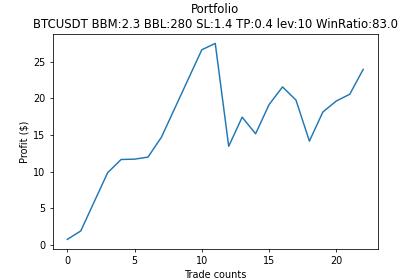 Portfolio
BTCUSDT BBM:2.3 BBL:280 SL:1.4 TP:0.4 lev:10 WinRatio:83.0
25
20
15
10
5
0
Profit ($)
0 5 10 15 20
Trade counts